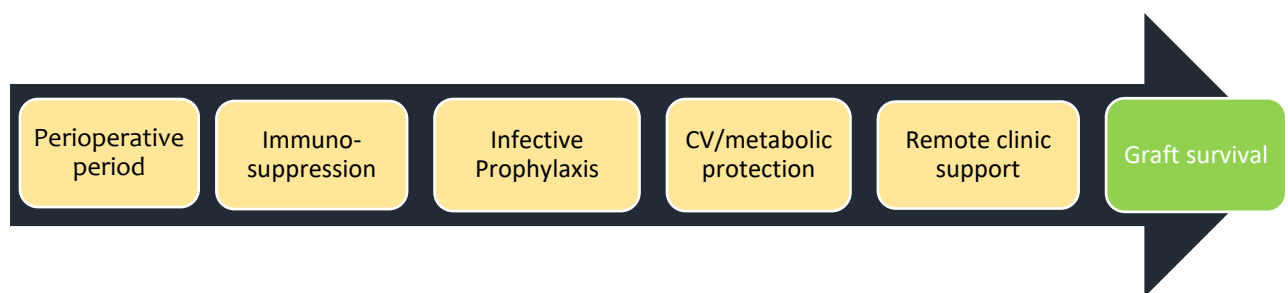 Perioperative
period
Immuno-
suppression
Infective
Prophylaxis
CV/metabolic
protection
Remote clinic
support
Graft survival